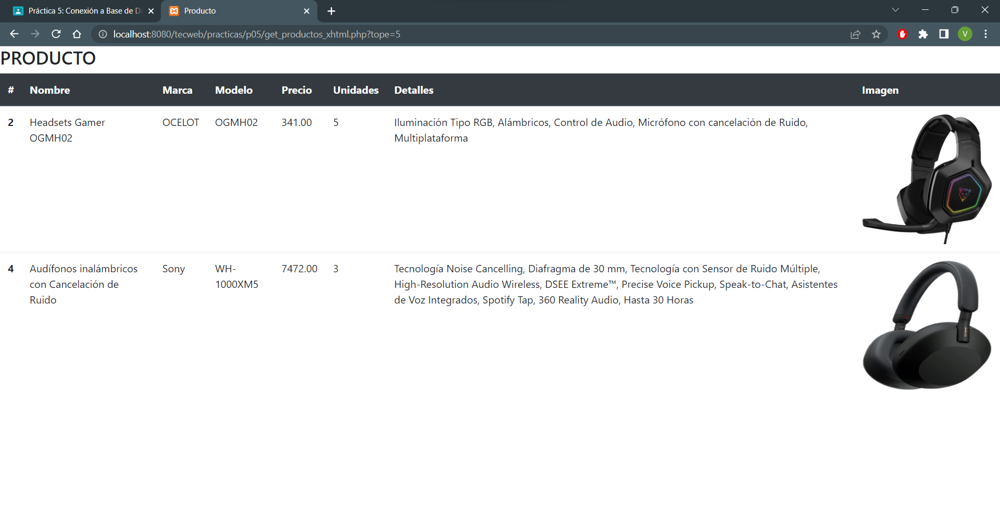 Práctica 5: Conexión a Base de Da
Producto
localhost:8080/tecweb/practicas/p05/get_productos_xhtml.php?tope=5
V
PRODUCTO
# Nombre Marca Modelo Precio Unidades Detalles Imagen
2 Headsets Gamer OCELOT OGMH02 341.00 5 Iluminación Tipo RGB, Alámbricos, Control de Audio, Micrófono con cancelación de Ruido,
OGMH02 Multiplataforma
4 Audífonos inalámbricos Sony WH- 7472.00 3 Tecnología Noise Cancelling, Diafragma de 30 mm, Tecnología con Sensor de Ruido Múltiple,
con Cancelación de 1000XM5 High-Resolution Audio Wireless, DSEE Extreme™, Precise Voice Pickup, Speak-to-Chat, Asistentes
Ruido de Voz Integrados, Spotify Tap, 360 Reality Audio, Hasta 30 Horas
SONY